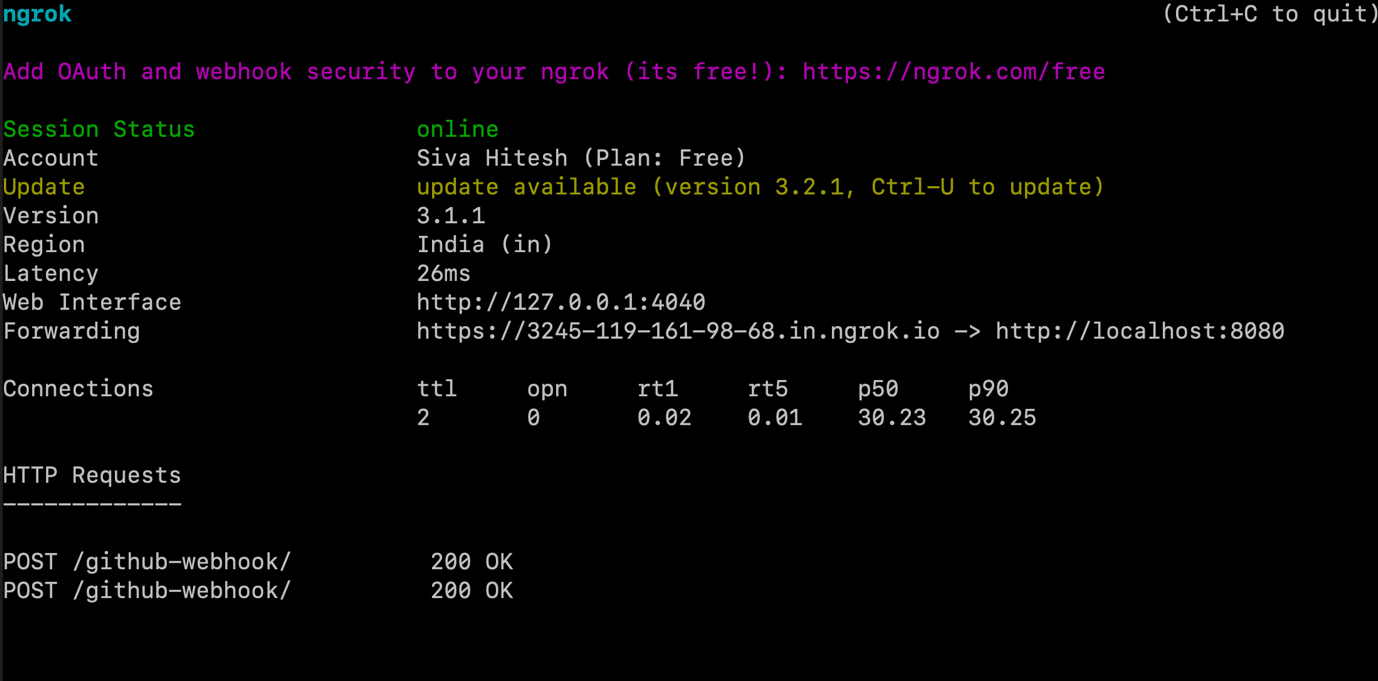 ngrok (Ctrl+C to quit)
Add OAuth and webhook security to your ngrok (its free!): https://ngrok.com/free
Session Status online
Account Siva Hitesh (Plan: Free)
Update update available (version 3.2.1, Ctrl-U to update)
Version 3.1.1
Region India (in)
Latency 26ms
Web Interface http://127.0.0.1:4040
Forwarding https://3245-119-161-98-68.in.ngrok.io -> http://localhost:8080
Connections ttl opn rt1 rt5 p50 p90
2 0 0.02 0.01 30.23 30.25
HTTP Requests
-------------
POST /github-webhook/ 200 OK
POST /github-webhook/ 200 OK